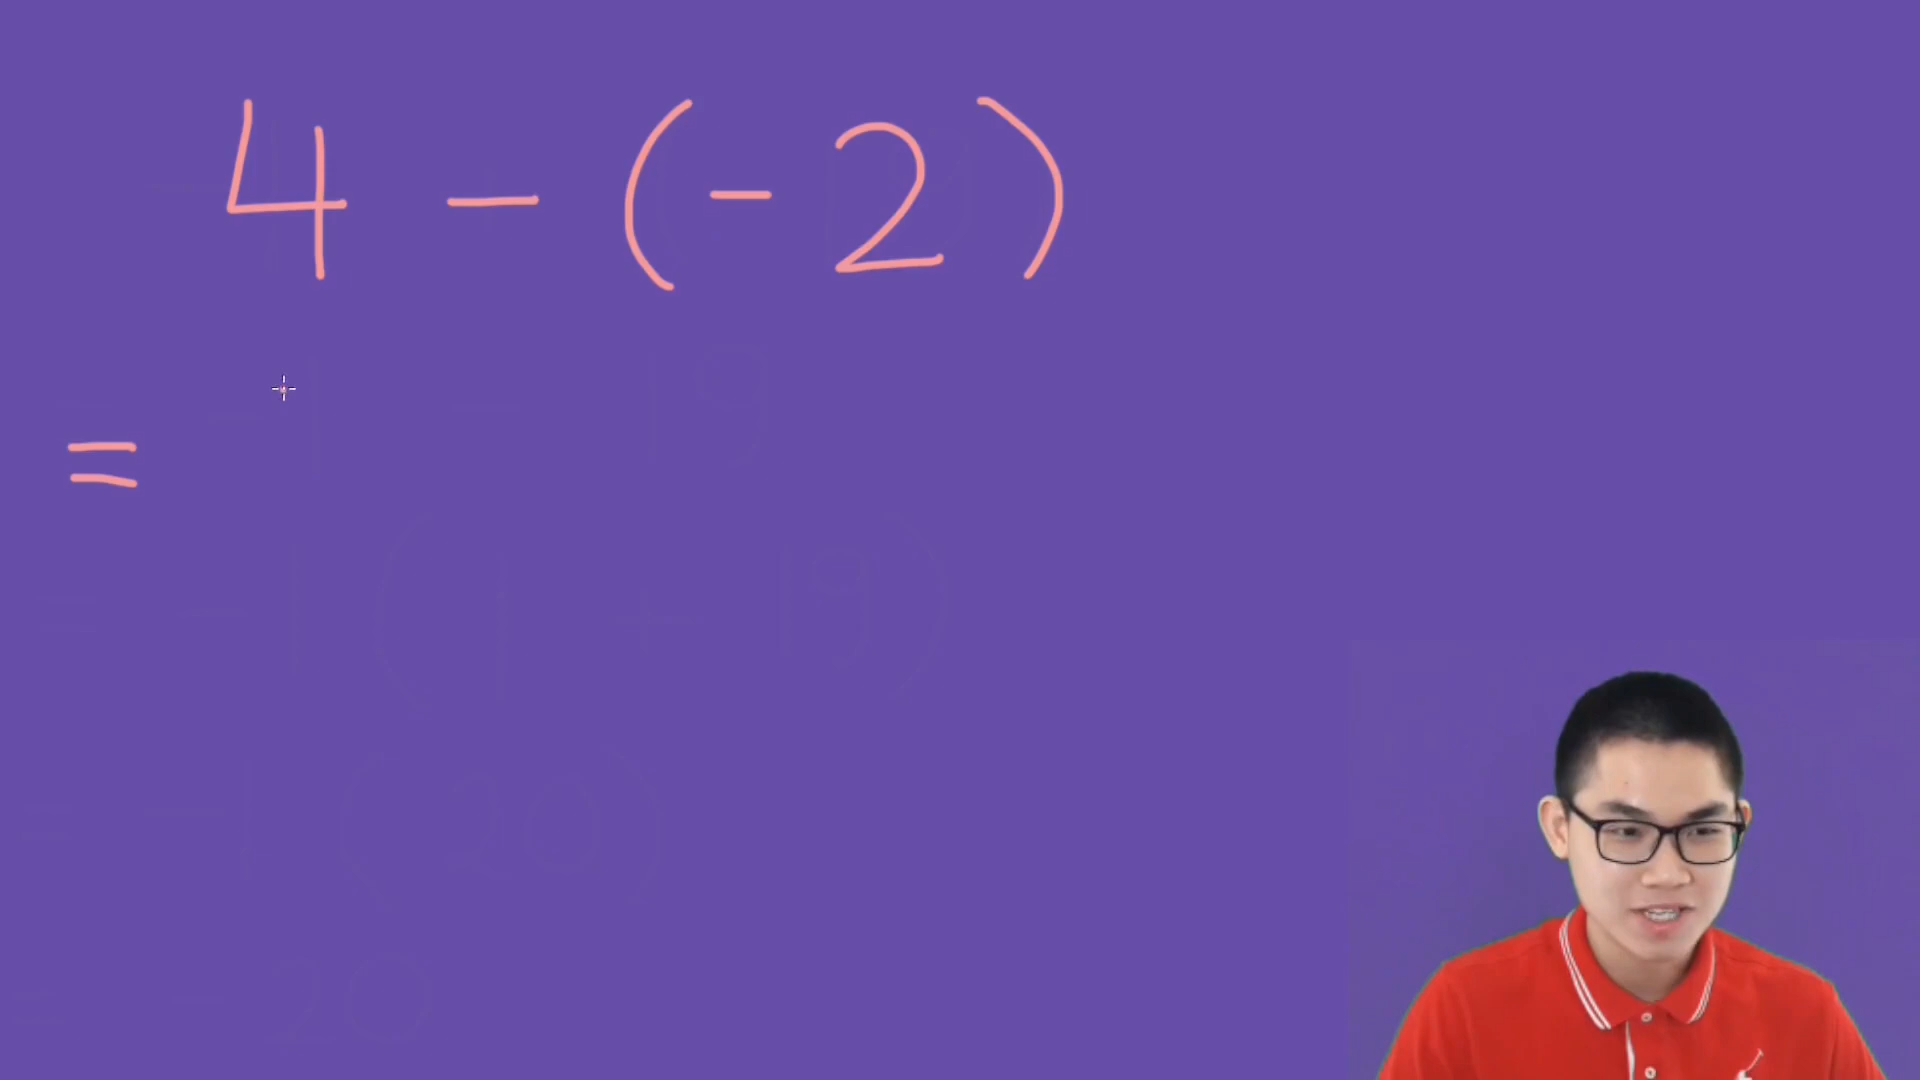 4 - (-2)
=